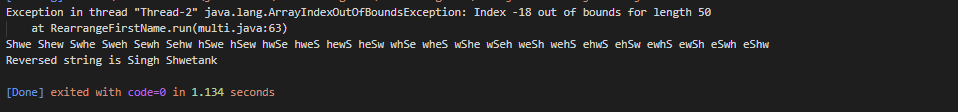 Exception in thread "Thread-2" java.lang.ArrayIndexOutOfBoundsException: Index -18 out of bounds for length 50
at RearrangeFirstName.run(multi.java:63)
Shwe Shew Swhe Sweh Sewh Sehw hSwe hSew hwSe hweS hewS heSw whSe wheS wShe wSeh weSh wehS ehwS ehSw ewhS ewSh eSwh eShw
Reversed string is Singh Shwetank
[Done] exited with code=0 in 1.134 seconds